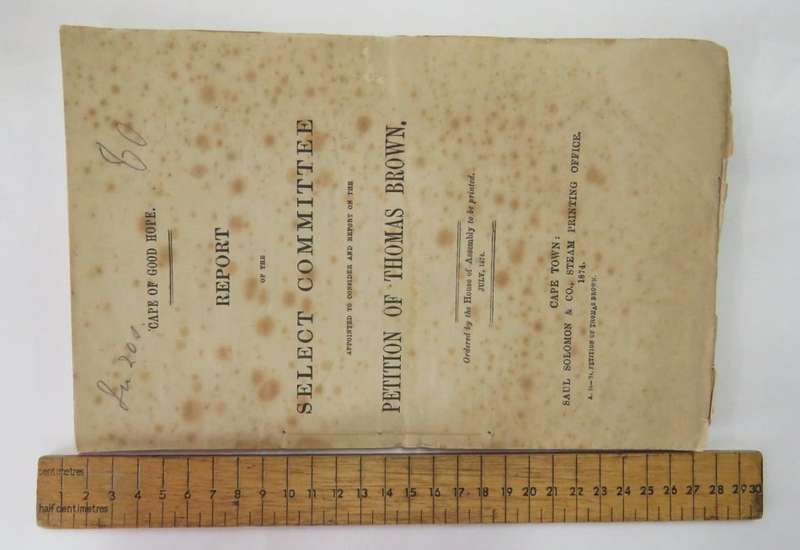 80
CAPE OF GOOD HOPE.
REPORT
OF THE
SELECT COMMITTEE
APPOINTED TO CONSIDER AND REPORT ON THE
PETITION OF THOMAS BROWN.
Ordered by the House of Assembly to be printed.
JULY, 1874.
CAPE TOWN:
SAUL SOLOMON & CO., STEAM PRINTING OFFICE.
1874.
PETITION OF THOMAS BROWN.
centimetres
1 2 3 4 5 6 7 8 9 10 11 12 13 14 15 16 17 18 19 20 21 22 23 24 25 26 27 28 29 30
half centimetres